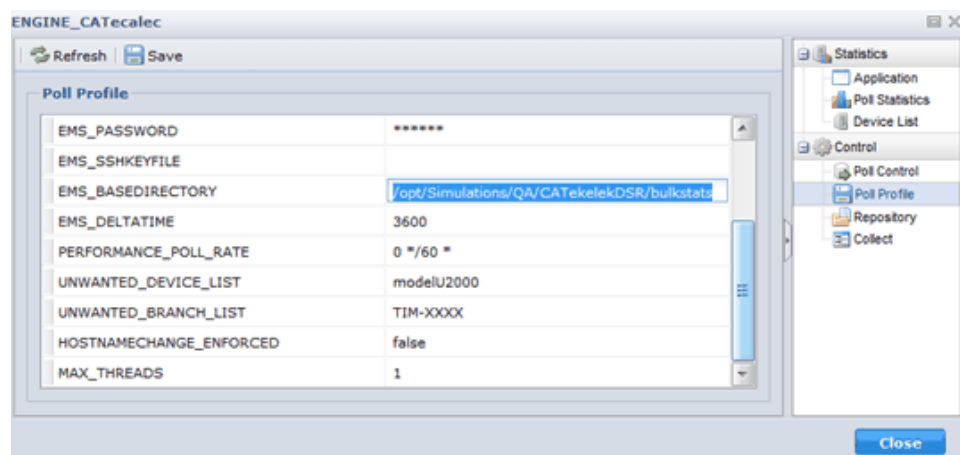 ENGINE_CATecalec
Refresh Save
Poll Profile
EMS_PASSWORD ******
EMS_SSHKEYFILE
EMS_BASEDIRECTORY /opt/Simulations/QA/CATekelekDSR/bulkstats
EMS_DELTATIME 3600
PERFORMANCE_POLL_RATE 0 */60 *
UNWANTED_DEVICE_LIST modelU2000
UNWANTED_BRANCH_LIST TIM-XXXX
HOSTNAMECHANGE_ENFORCED false
MAX_THREADS 1
Statistics
Application
Poll Statistics
Device List
Control
Poll Control
Poll Profile
Repository
Collect
Close